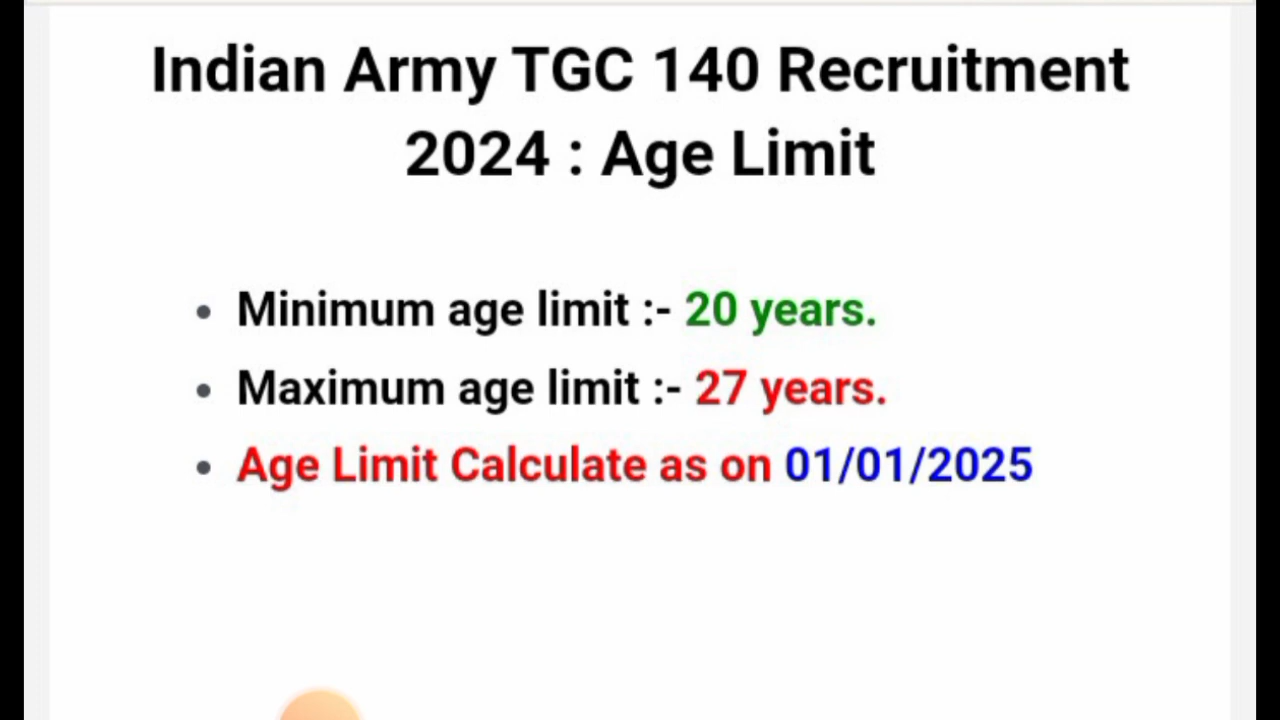 Indian Army TGC 140 Recruitment
2024 : Age Limit
Minimum age limit :- 20 years.
Maximum age limit :- 27 years.
Age Limit Calculate as on 01/01/2025